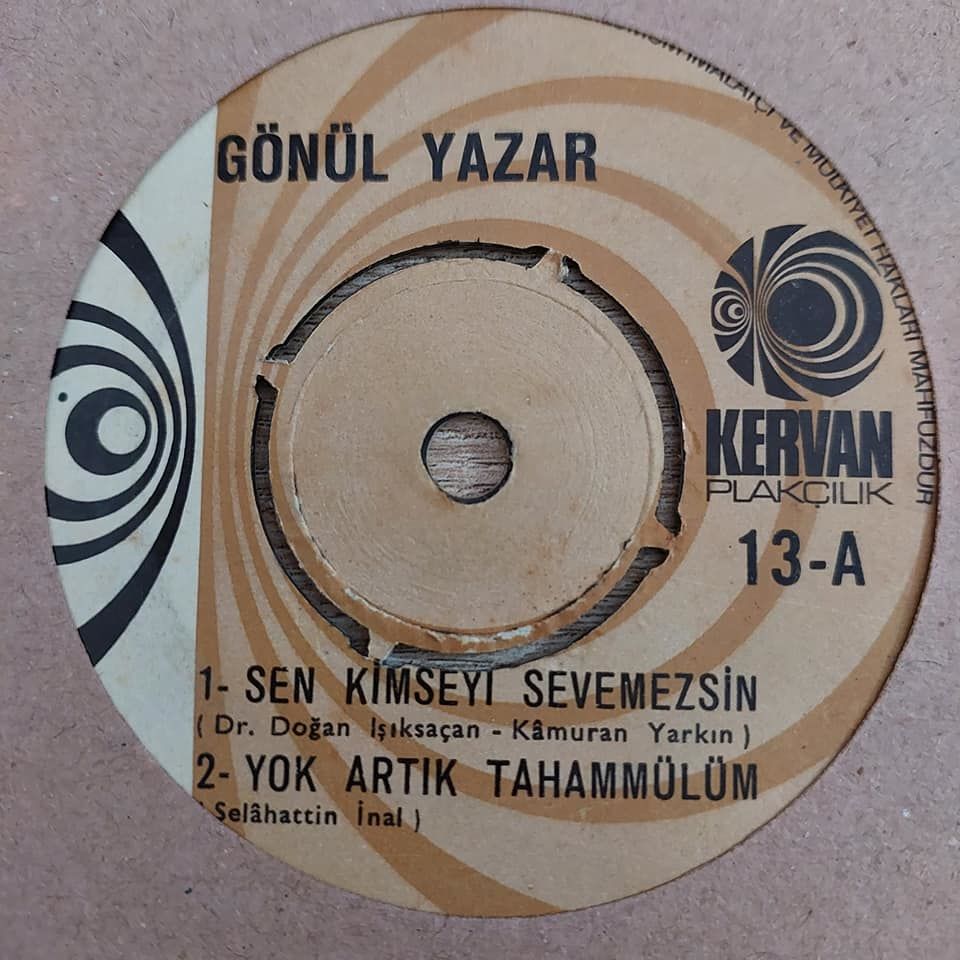 GÖNÜL YAZAR
İMALATÇI VE MÜLKİYET HAKLARI MAHFUZDUR
KERVAN
PLAKÇILIK
13-A
1- SEN KİMSEYİ SEVEMEZSİN
( Dr. Doğan Işıksaçan - Kâmuran Yarkın )
2- YOK ARTIK TAHAMMÜLÜM
( Selâhattin İnal )